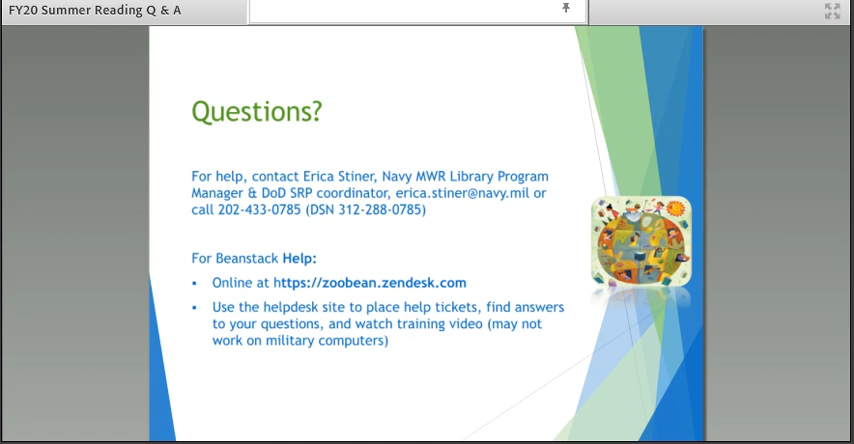 FY20 Summer Reading Q & A
Questions?
For help, contact Erica Stiner, Navy MWR Library Program
Manager & DoD SRP coordinator, erica.stiner@navy.mil or
call 202-433-0785 (DSN 312-288-0785)
For Beanstack Help:
▪ Online at https://zoobean.zendesk.com
▪ Use the helpdesk site to place help tickets, find answers
to your questions, and watch training video (may not
work on military computers)